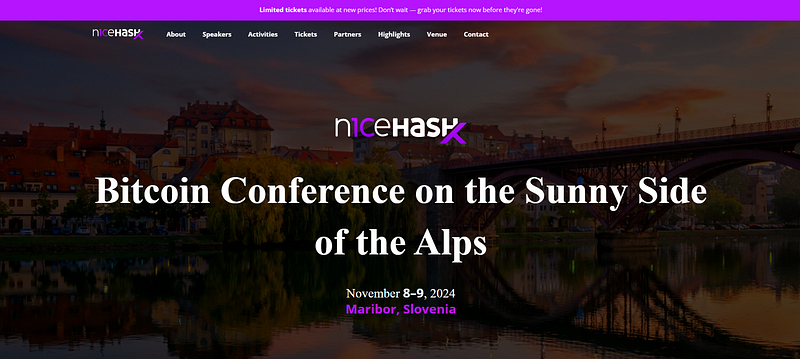 Limited tickets available at new prices! Don't wait — grab your tickets now before they're gone!
n1ceHASHX About Speakers Activities Tickets Partners Highlights Venue Contact
n1CeHASHX
Bitcoin Conference on the Sunny Side
of the Alps
November 8–9, 2024
Maribor, Slovenia